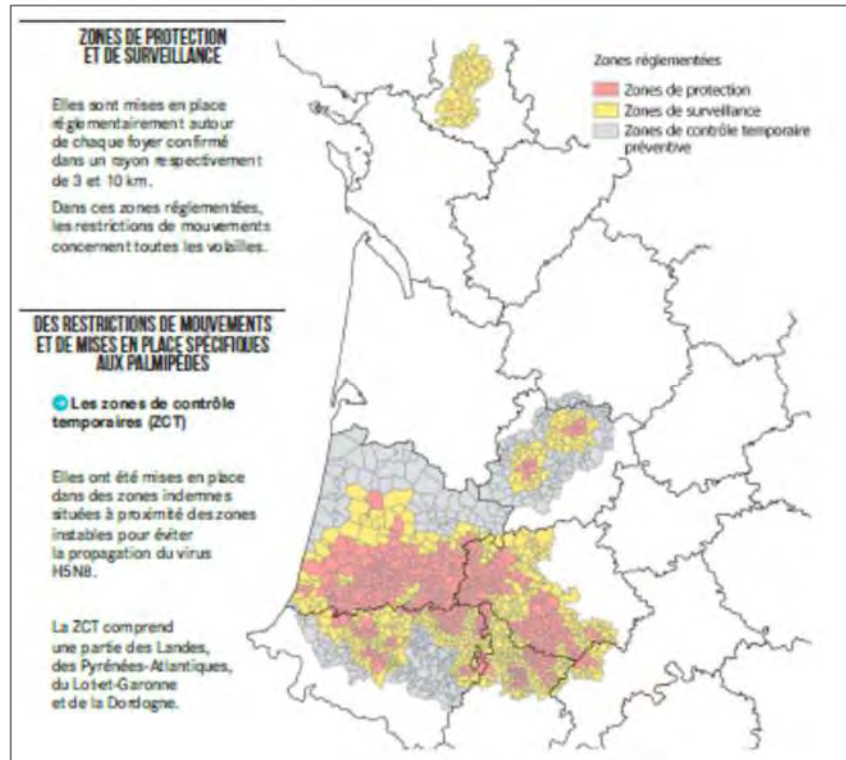 ZONES DE PROTECTION
ET DE SURVEILLANCE
Elles sont mises en place
réglementairement autour
de chaque foyer confirmé
dans un rayon respectivement
de 3 et 10 km.
Dans ces zones réglementées,
les restrictions de mouvements
concernent toutes les volailles.
DES RESTRICTIONS DE MOUVEMENTS
ET DE MISES EN PLACE SPÉCIFIQUES
AUX PALMIPÈDES
Les zones de contrôle
temporaires (ZCT)
Elles ont été mises en place
dans des zones indemnes
situées à proximité des zones
instables pour éviter
la propagation du virus
H5N8.
La ZCT comprend
une partie des Landes,
des Pyrénées-Atlantiques,
du Lot-et-Garonne
et de la Dordogne.
Zones réglementées
Zones de protection
Zones de surveillance
Zones de contrôle temporaire
préventive